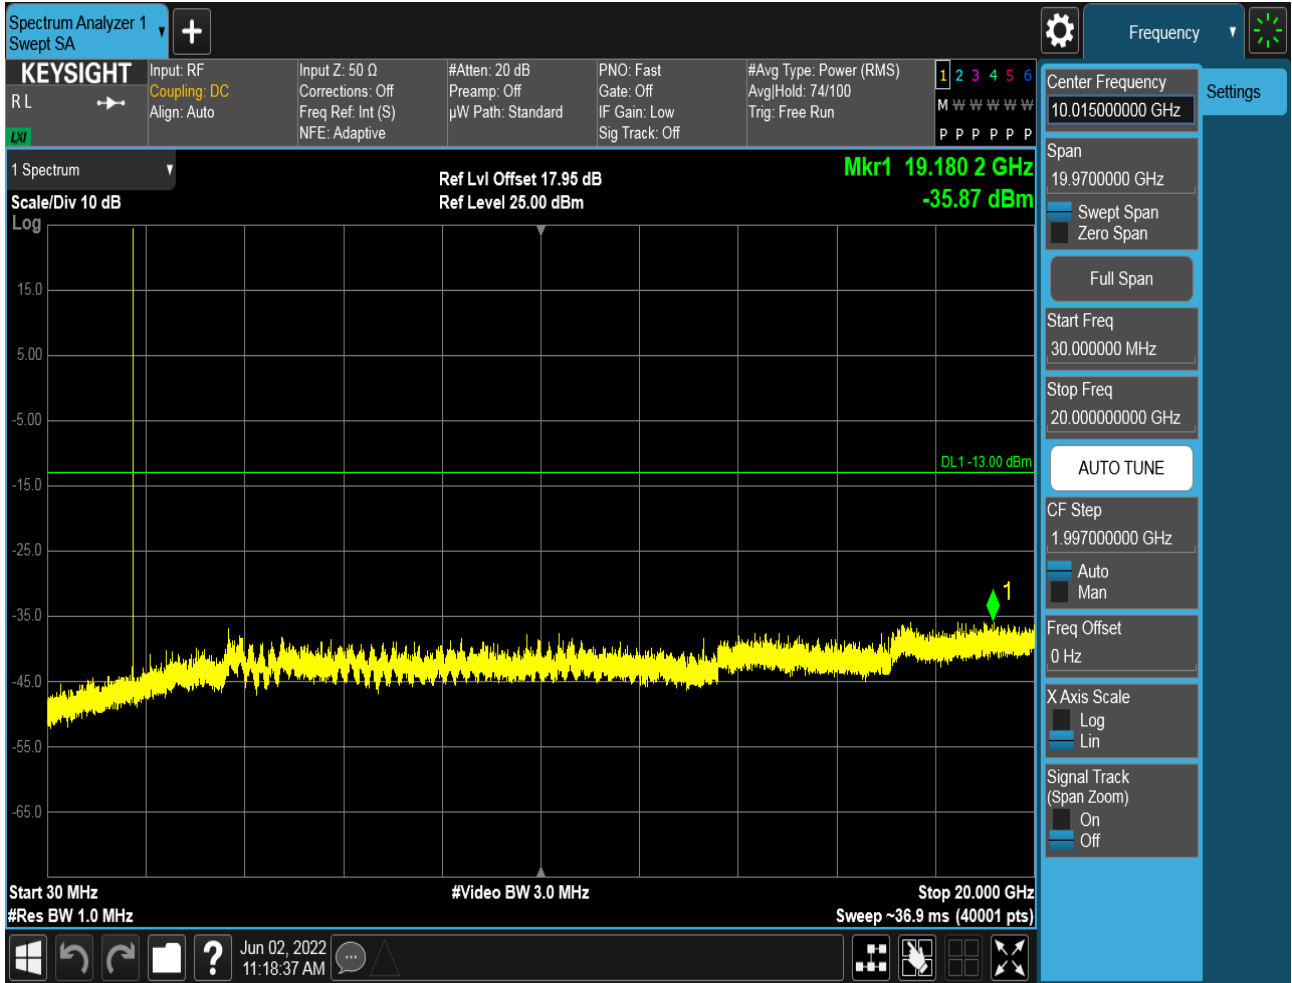 Spectrum Analyzer 1
Swept SA
+
Frequency
KEYSIGHT
R L
LXI
Input: RF
Coupling: DC
Align: Auto
Input Z: 50 Ω
Corrections: Off
Freq Ref: Int (S)
NFE: Adaptive
#Atten: 20 dB
Preamp: Off
µW Path: Standard
PNO: Fast
Gate: Off
IF Gain: Low
Sig Track: Off
#Avg Type: Power (RMS)
Avg|Hold: 74/100
Trig: Free Run
1 2 3 4 5 6
M W W W W W
P P P P P P
1 Spectrum
Scale/Div 10 dB
Log
Ref Lvl Offset 17.95 dB
Ref Level 25.00 dBm
Mkr1 19.180 2 GHz
-35.87 dBm
15.0
5.00
-5.00
-15.0
-25.0
-35.0
-45.0
-55.0
-65.0
DL1 -13.00 dBm
1
Start 30 MHz
#Res BW 1.0 MHz
#Video BW 3.0 MHz
Stop 20.000 GHz
Sweep ~36.9 ms (40001 pts)
Center Frequency
10.015000000 GHz
Span
19.9700000 GHz
Swept Span
Zero Span
Full Span
Start Freq
30.000000 MHz
Stop Freq
20.000000000 GHz
AUTO TUNE
CF Step
1.997000000 GHz
Auto
Man
Freq Offset
0 Hz
X Axis Scale
Log
Lin
Signal Track
(Span Zoom)
On
Off
Settings
?
Jun 02, 2022
11:18:37 AM